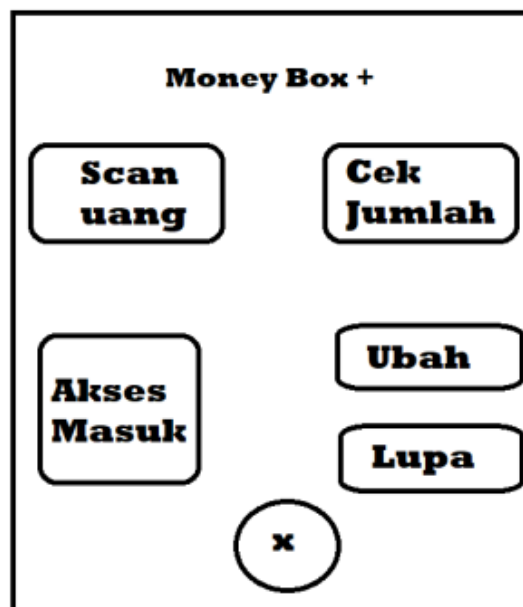 Money Box +
Scan
uang
Cek
Jumlah
Akses
Masuk
Ubah
Lupa
x